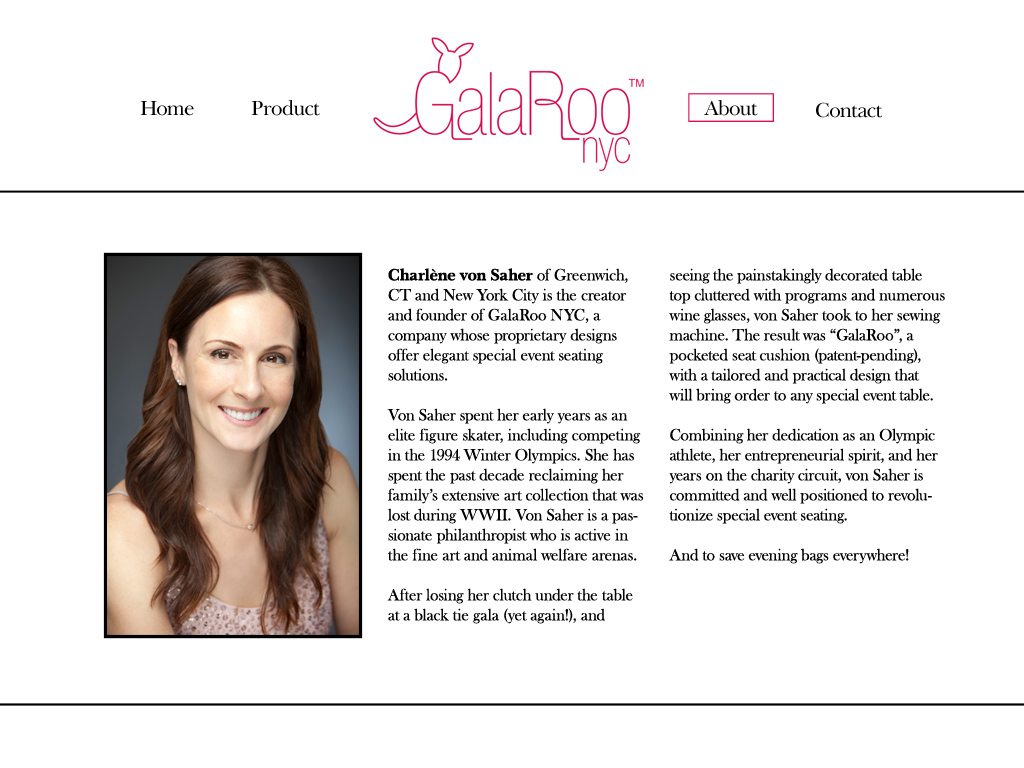 Home
Product
GalaRoo™
nyc
About
Contact
Charlène von Saher of Greenwich,
CT and New York City is the creator
and founder of GalaRoo NYC, a
company whose proprietary designs
offer elegant special event seating
solutions.
Von Saher spent her early years as an
elite figure skater, including competing
in the 1994 Winter Olympics. She has
spent the past decade reclaiming her
family’s extensive art collection that was
lost during WWII. Von Saher is a pas-
sionate philanthropist who is active in
the fine art and animal welfare arenas.
After losing her clutch under the table
at a black tie gala (yet again!), and
seeing the painstakingly decorated table
top cluttered with programs and numerous
wine glasses, von Saher took to her sewing
machine. The result was “GalaRoo”, a
pocketed seat cushion (patent-pending),
with a tailored and practical design that
will bring order to any special event table.
Combining her dedication as an Olympic
athlete, her entrepreneurial spirit, and her
years on the charity circuit, von Saher is
committed and well positioned to revolu-
tionize special event seating.
And to save evening bags everywhere!